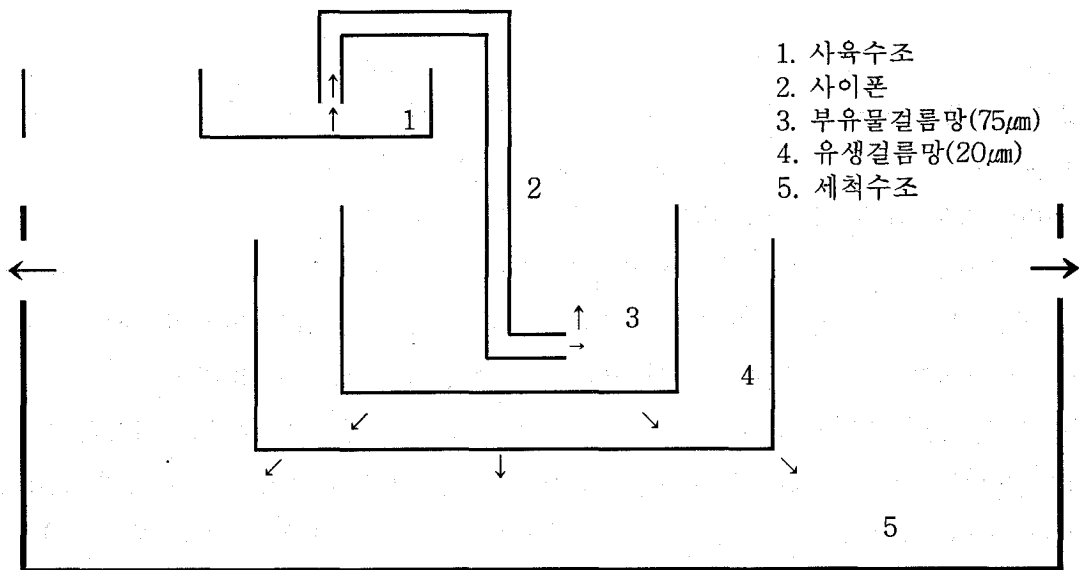 1. 사육수조
2. 사이폰
3. 부유물걸름망(75㎛)
4. 유생걸름망(20㎛)
5. 세척수조
1
2
3
4
5